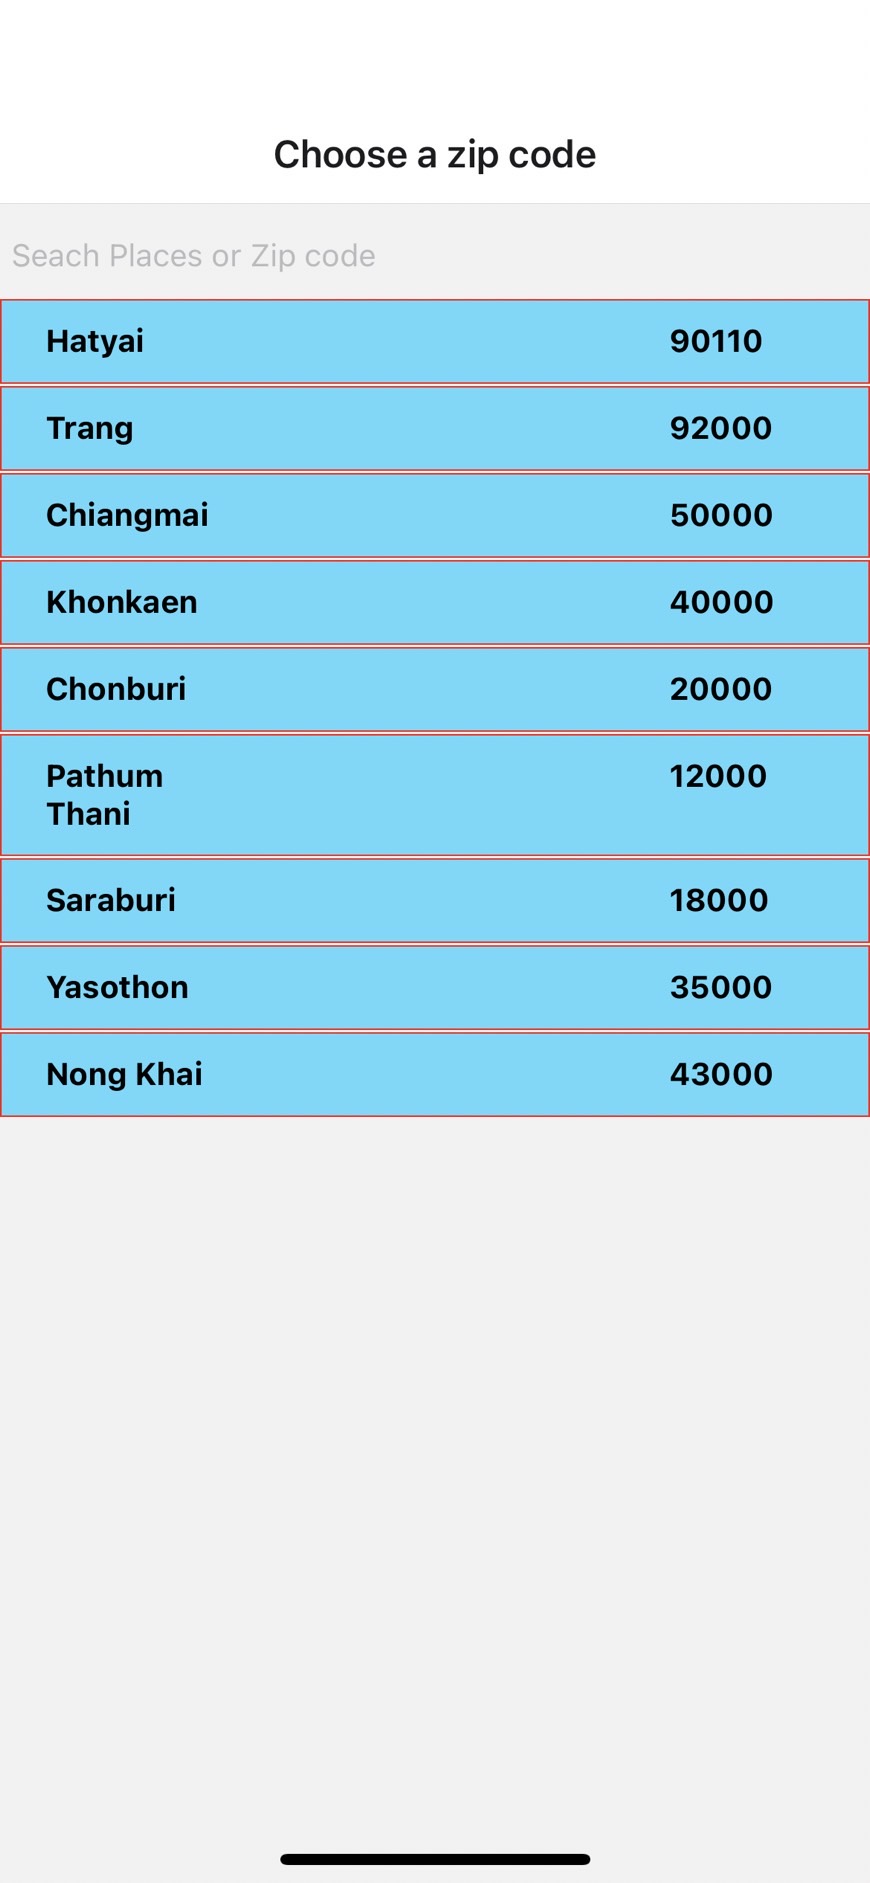 Choose a zip code
Seach Places or Zip code
Hatyai 90110
Trang 92000
Chiangmai 50000
Khonkaen 40000
Chonburi 20000
Pathum 12000
Thani
Saraburi 18000
Yasothon 35000
Nong Khai 43000